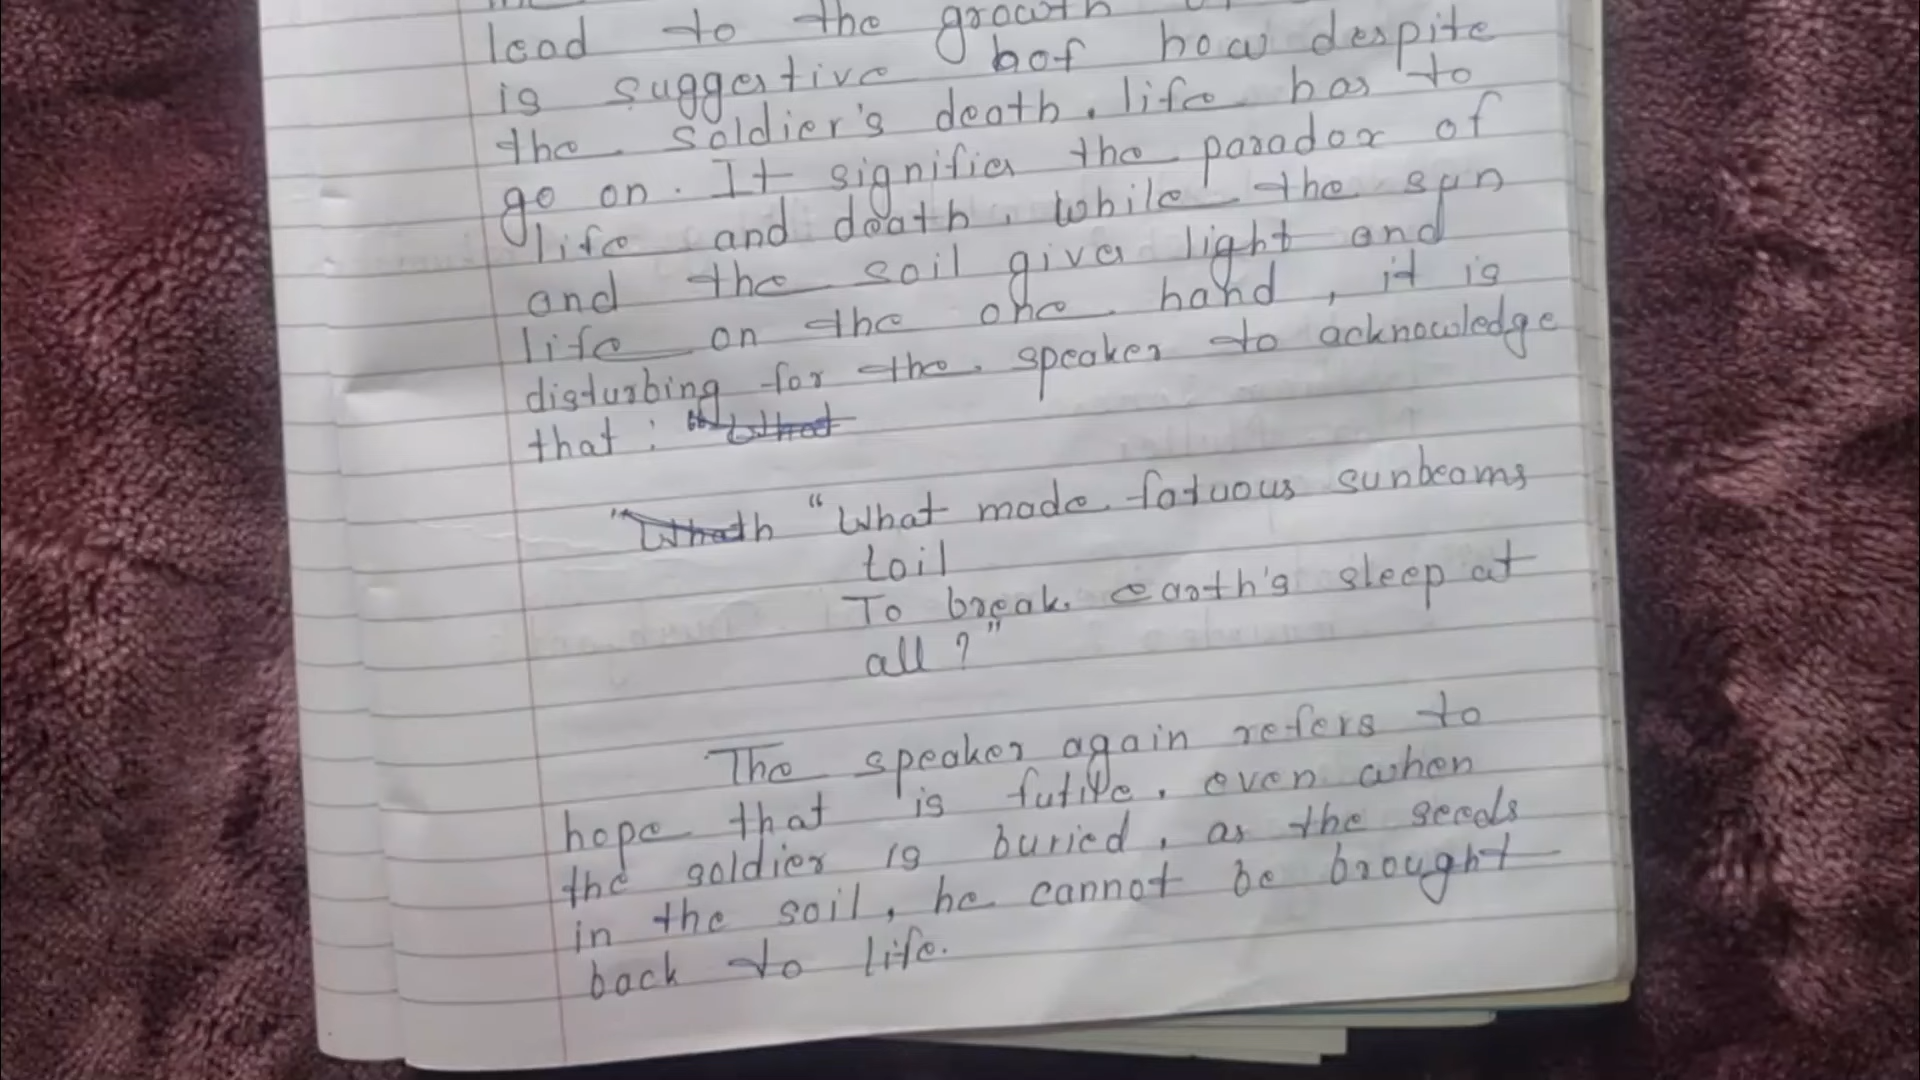 lead to the growth
is suggestive bof how despite
the soldier's death, life has to
go on. It signifies the paradox of
life and death, while the sun
and the soil gives light and
life on the one hand, it is
disturbing for the speaker to acknowledge
that : "What
"Whath "What made fatuous sunbeams
toil
To break earth's sleep at
all ?"
The speaker again refers to
hope that is futile, even when
the soldier is buried, as the seeds
in the soil, he cannot be brought
back to life.